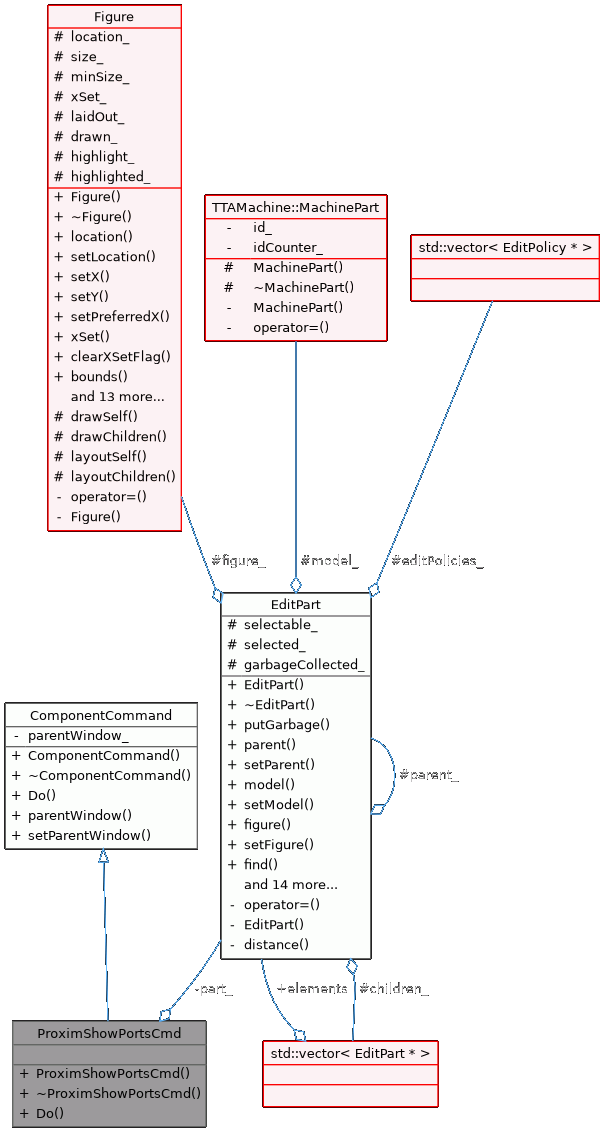 Figure
# location_
# size_
# minSize_
# xSet_
# laidOut_
# drawn_
# highlight_
# highlighted_
+ Figure()
+ ~Figure()
+ location()
+ setLocation()
+ setX()
+ setY()
+ setPreferredX()
+ xSet()
+ clearXSetFlag()
+ bounds()
and 13 more...
# drawSelf()
# drawChildren()
# layoutSelf()
# layoutChildren()
- operator=()
- Figure()
TTAMachine::MachinePart
- id_
- idCounter_
# MachinePart()
# ~MachinePart()
- MachinePart()
- operator=()
std::vector< EditPolicy * >
#figure_
#model_
#editPolicies_
EditPart
# selectable_
# selected_
# garbageCollected_
+ EditPart()
+ ~EditPart()
+ putGarbage()
+ parent()
+ setParent()
+ model()
+ setModel()
+ figure()
+ setFigure()
+ find()
and 14 more...
- operator=()
- EditPart()
- distance()
#parent_
ComponentCommand
- parentWindow_
+ ComponentCommand()
+ ~ComponentCommand()
+ Do()
+ parentWindow()
+ setParentWindow()
-part_
+elements
#children_
ProximShowPortsCmd
+ ProximShowPortsCmd()
+ ~ProximShowPortsCmd()
+ Do()
std::vector< EditPart * >